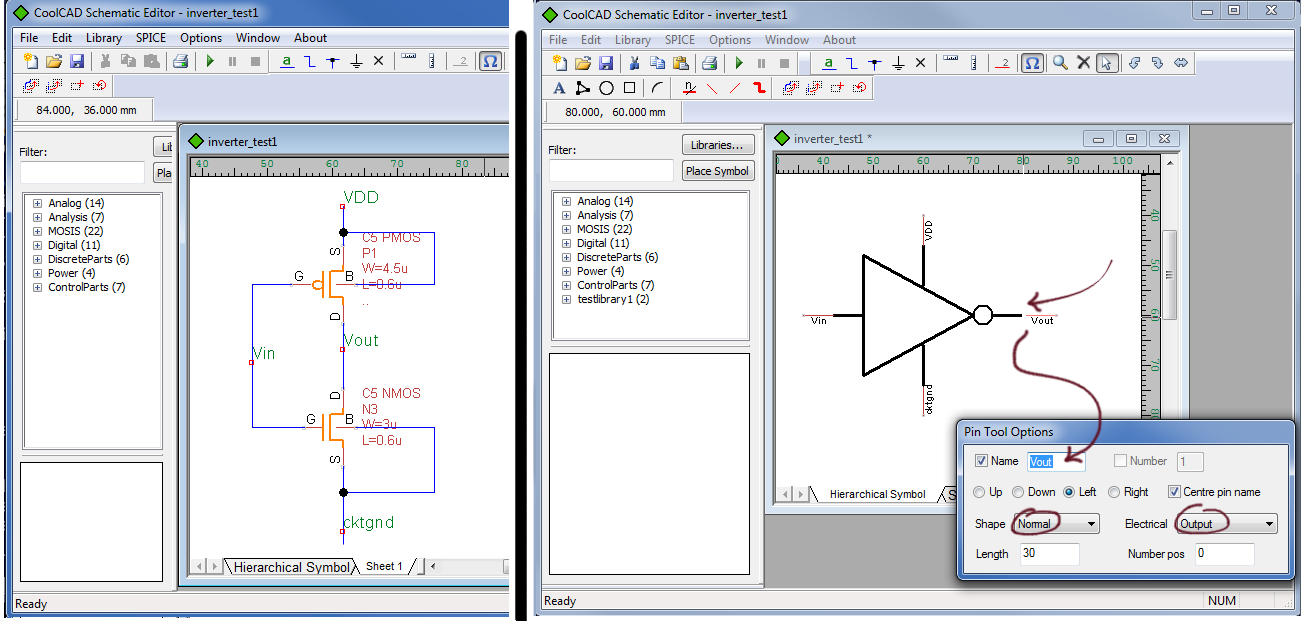 CoolCAD Schematic Editor - inverter_test1
File Edit Library SPICE Options Window About
84.000, 36.000 mm
Filter:
Lib
Pla
Analog (14)
Analysis (7)
MOSIS (22)
Digital (11)
DiscreteParts (6)
Power (4)
ControlParts (7)
inverter_test1
40 50 60 70 80
VDD
C5 PMOS
P1
W=4.5u
L=0.6u
..
S
G
B
D
Vout
Vin
C5 NMOS
N3
W=3u
L=0.6u
D
G
B
S
cktgnd
Hierarchical Symbol Sheet 1
Ready
CoolCAD Schematic Editor - inverter_test1
File Edit Library SPICE Options Window About
80.000, 60.000 mm
Filter:
Libraries...
Place Symbol
Analog (14)
Analysis (7)
MOSIS (22)
Digital (11)
DiscreteParts (6)
Power (4)
ControlParts (7)
testlibrary1 (2)
inverter_test1 *
40 50 60 70 80 90 100
40
50
60
70
80
VDD
Vin
Vout
cktgnd
Hierarchical Symbol S
Pin Tool Options
Name Vout Number 1
Up Down Left Right Centre pin name
Shape Normal Electrical Output
Length 30 Number pos 0
Ready
NUM